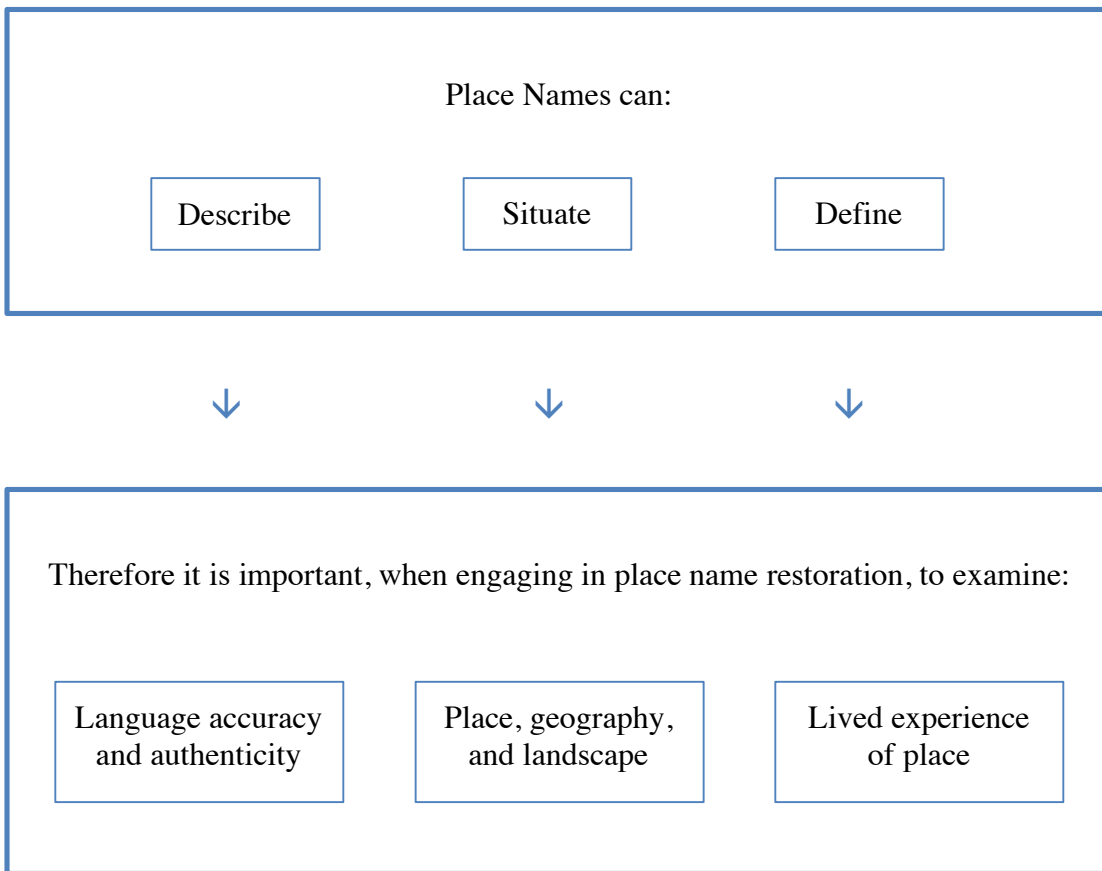 Place Names can:
Describe
Situate
Define
Therefore it is important, when engaging in place name restoration, to examine:
Language accuracy
and authenticity
Place, geography,
and landscape
Lived experience
of place